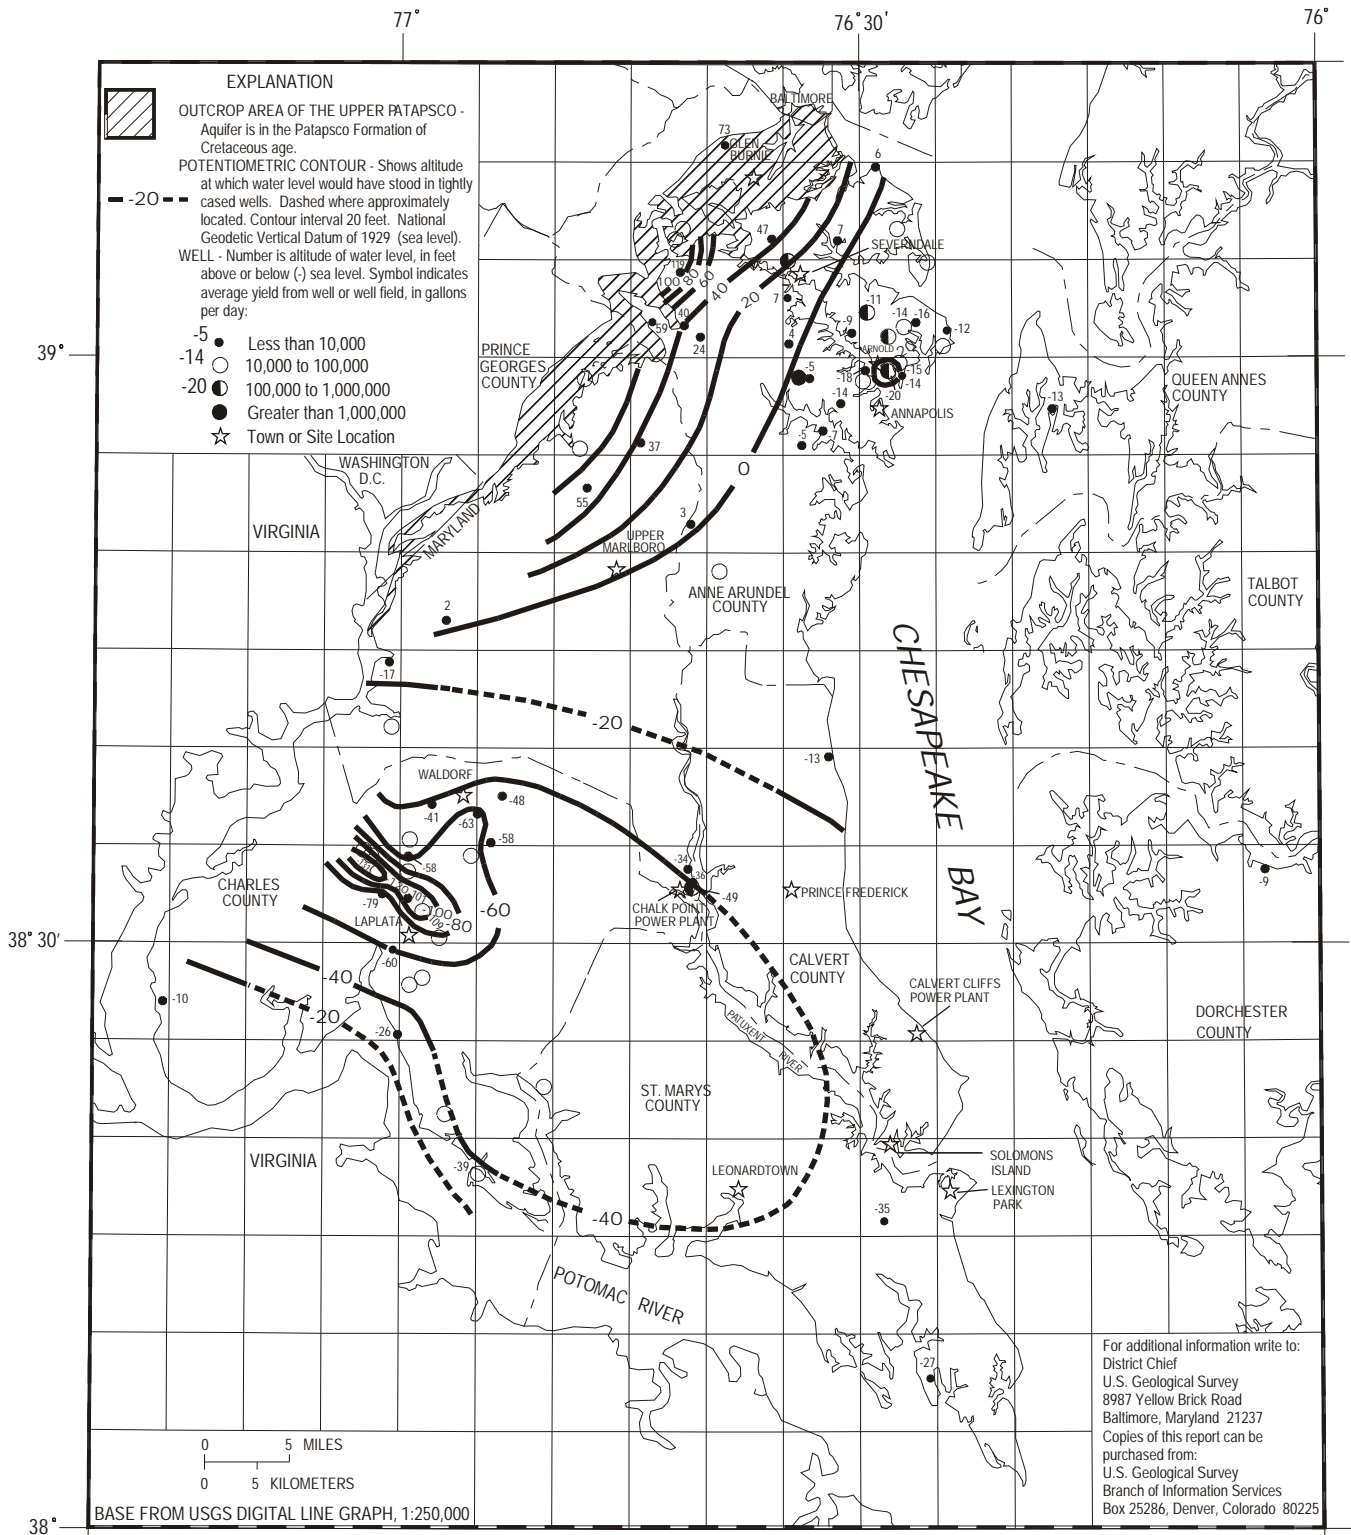 77°
76°30'
76°
EXPLANATION
OUTCROP AREA OF THE UPPER PATAPSCO -
Aquifer is in the Patapsco Formation of
Cretaceous age.
POTENTIOMETRIC CONTOUR - Shows altitude
at which water level would have stood in tightly
-20
cased wells. Dashed where approximately
located. Contour interval 20 feet. National
Geodetic Vertical Datum of 1929 (sea level).
WELL - Number is altitude of water level, in feet
above or below (-) sea level. Symbol indicates
average yield from well or well field, in gallons
per day:
-5
Less than 10,000
-14
10,000 to 100,000
-20
100,000 to 1,000,000
Greater than 1,000,000
Town or Site Location
BALTIMORE
73
GLEN
BURNIE
6
47
7
SEVERNDALE
119
100
80
60
40
20
7
-11
-14
-16
-12
40
59
24
4
-9
ARNOLD
39°
PRINCE
GEORGES
COUNTY
-5
-18
-15
-14
-14
-20
ANNAPOLIS
-13
QUEEN ANNES
COUNTY
37
-5
-7
WASHINGTON
D.C.
0
55
3
VIRGINIA
MARYLAND
UPPER
MARLBORO
ANNE ARUNDEL
COUNTY
TALBOT
COUNTY
2
CHESAPEAKE BAY
-17
-20
-13
WALDORF
-48
-41
-63
-58
-58
-34
-36
-49
-9
PRINCE FREDERICK
CHARLES
COUNTY
-120
-101
-79
-100
-109
-80
-60
LAPLATA
CHALK POINT
POWER PLANT
38°30'
-60
CALVERT
COUNTY
-40
CALVERT CLIFFS
POWER PLANT
-10
-20
-26
PATUXENT RIVER
DORCHESTER
COUNTY
ST. MARYS
COUNTY
VIRGINIA
-39
LEONARDTOWN
SOLOMONS
ISLAND
LEXINGTON
PARK
-40
-35
POTOMAC RIVER
-27
For additional information write to:
District Chief
U.S. Geological Survey
8987 Yellow Brick Road
Baltimore, Maryland 21237
Copies of this report can be
purchased from:
U.S. Geological Survey
Branch of Information Services
Box 25286, Denver, Colorado 80225
0 5 MILES
0 5 KILOMETERS
BASE FROM USGS DIGITAL LINE GRAPH, 1:250,000
38°